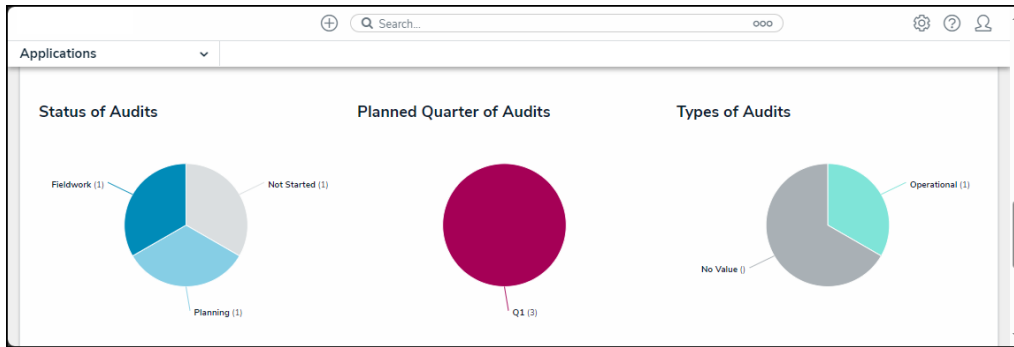 Search...
Applications
Status of Audits
Planned Quarter of Audits
Types of Audits
Fieldwork (1)
Not Started (1)
Planning (1)
Q1 (3)
Operational (1)
No Value ()